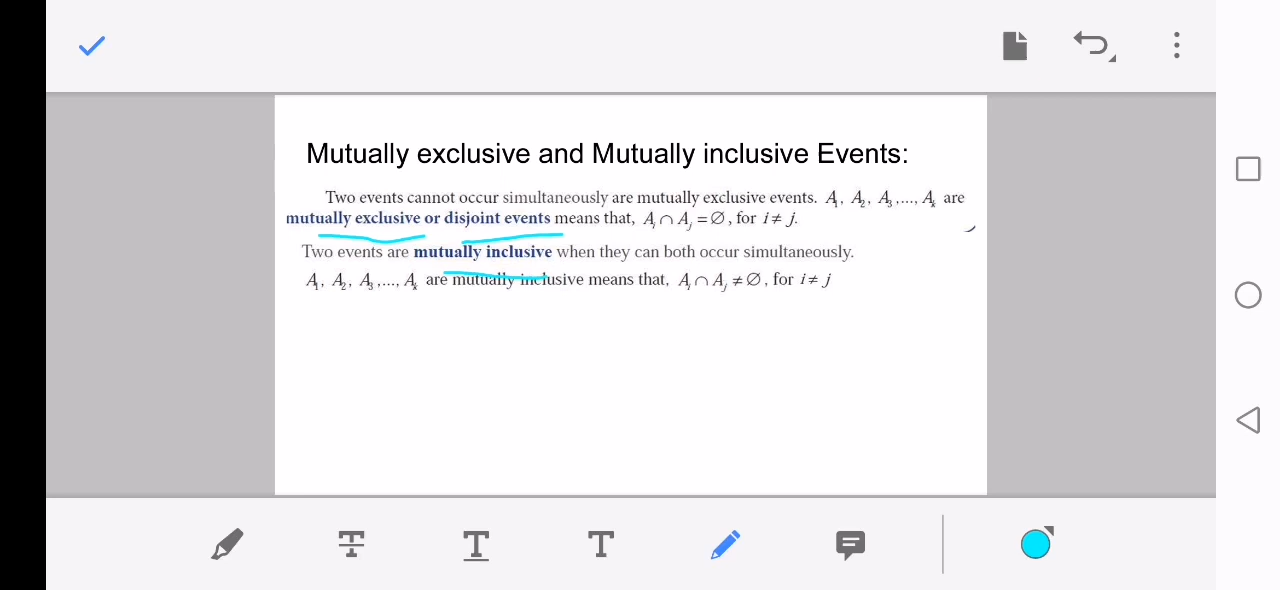 Mutually exclusive and Mutually inclusive Events:
Two events cannot occur simultaneously are mutually exclusive events. A₁, A₂, A₃,..., Aₖ are
mutually exclusive or disjoint events means that, Aᵢ ∩ Aⱼ = ∅, for i ≠ j.
Two events are mutually inclusive when they can both occur simultaneously.
A₁, A₂, A₃,..., Aₖ are mutually inclusive means that, Aᵢ ∩ Aⱼ ≠ ∅, for i ≠ j